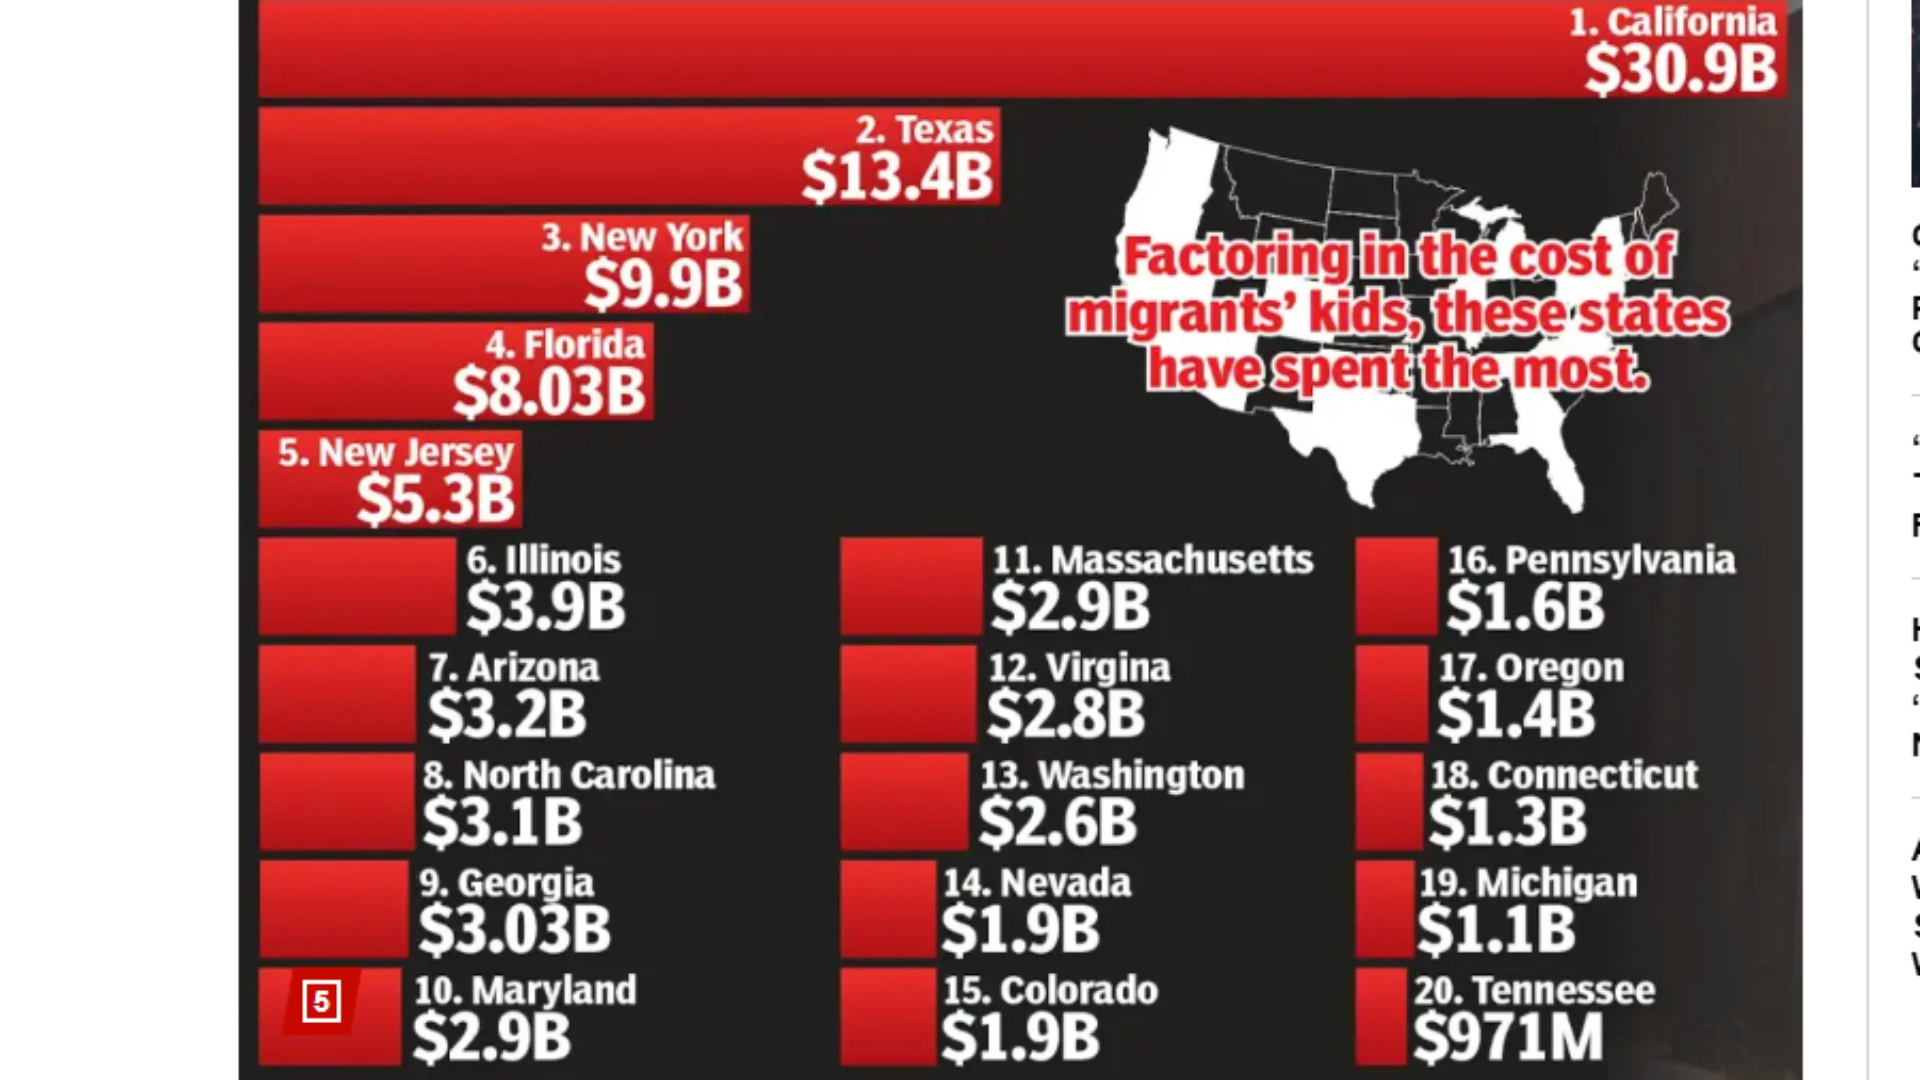 1. California
$30.9B
2. Texas
$13.4B
3. New York
$9.9B
4. Florida
$8.03B
5. New Jersey
$5.3B
Factoring in the cost of
migrants' kids, these states
have spent the most.
6. Illinois
$3.9B
7. Arizona
$3.2B
8. North Carolina
$3.1B
9. Georgia
$3.03B
10. Maryland
$2.9B
5
11. Massachusetts
$2.9B
12. Virgina
$2.8B
13. Washington
$2.6B
14. Nevada
$1.9B
15. Colorado
$1.9B
16. Pennsylvania
$1.6B
17. Oregon
$1.4B
18. Connecticut
$1.3B
19. Michigan
$1.1B
20. Tennessee
$971M